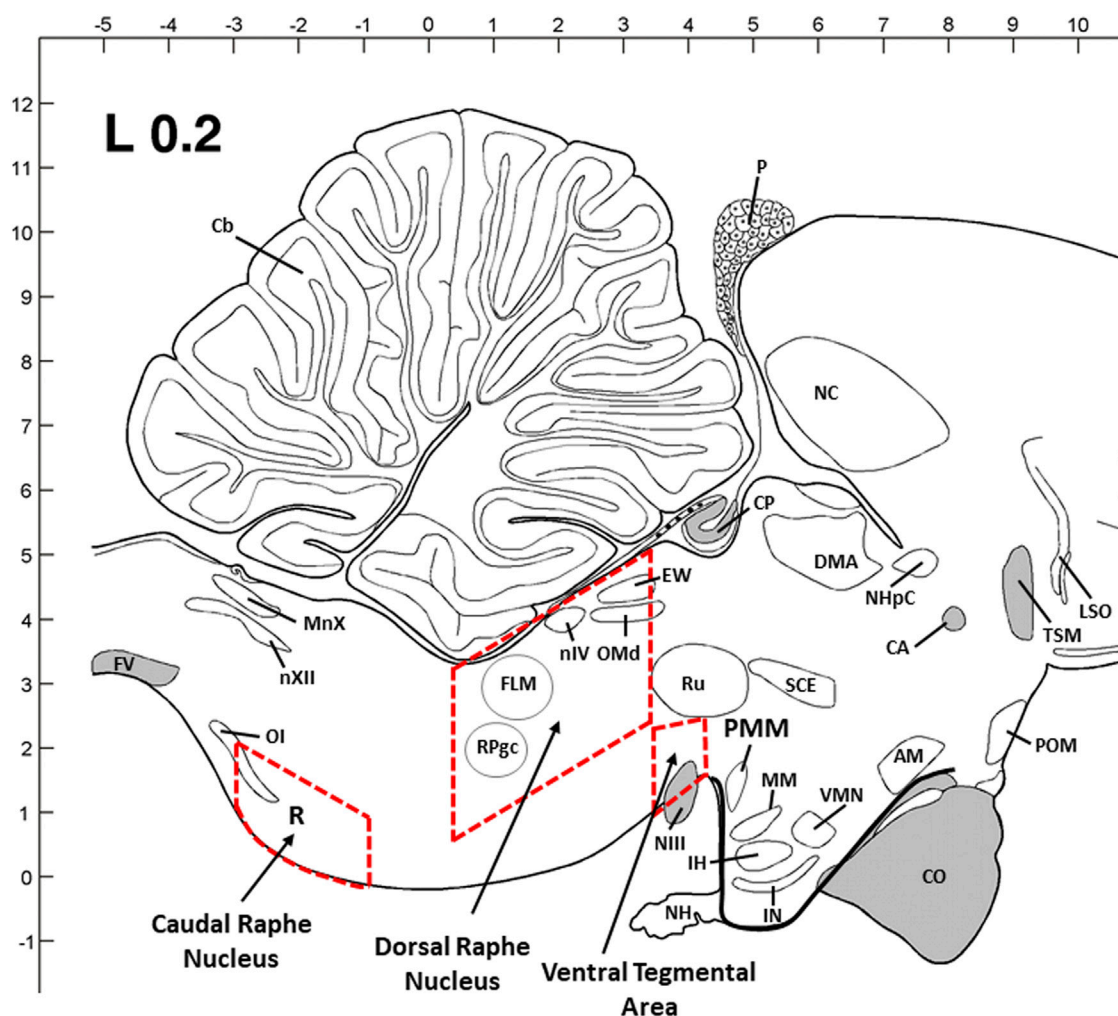 -5 -4 -3 -2 -1 0 1 2 3 4 5 6 7 8 9 10
12
11
10
9
8
7
6
5
4
3
2
1
0
-1
L 0.2
P
Cb
NC
CP
DMA
NHpC
LSO
TSM
CA
EW
MnX
nIV
OMd
nXII
FV
FLM
Ru
SCE
RPgc
OI
PMM
AM
POM
R
MM
VMN
NIII
IH
CO
NH
IN
Caudal Raphe
Nucleus
Dorsal Raphe
Nucleus
Ventral Tegmental
Area